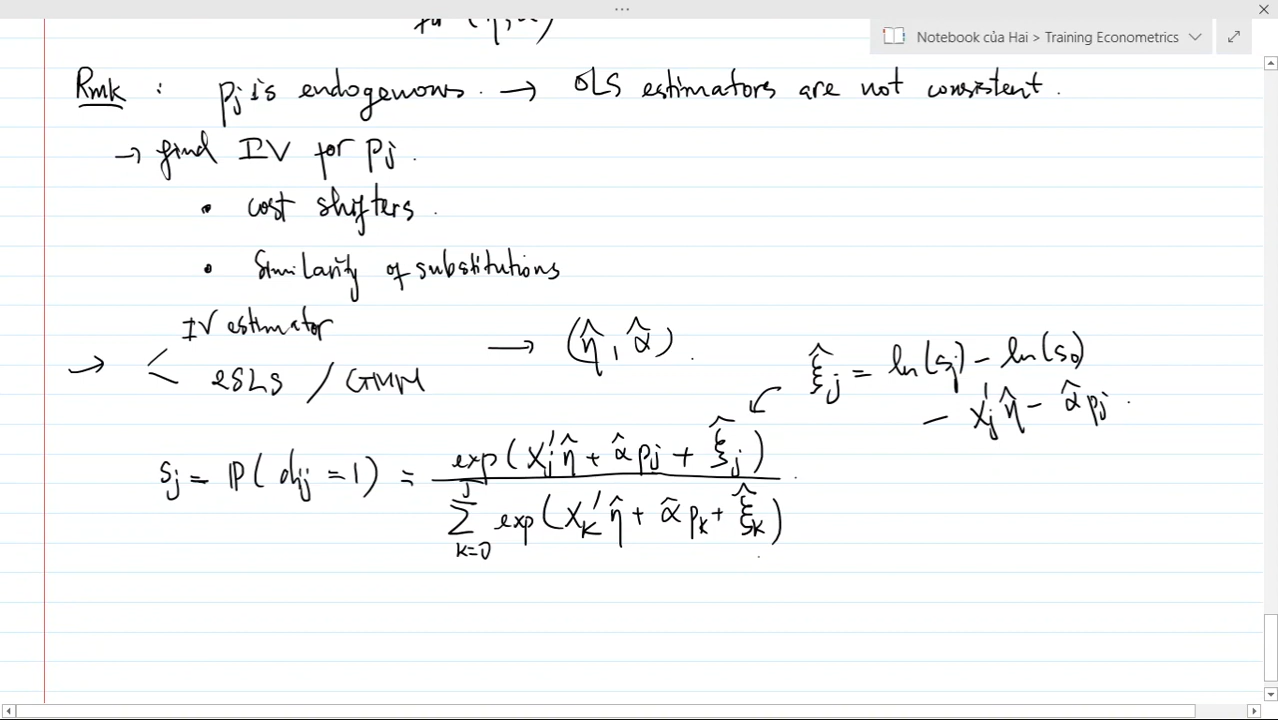 Notebook của Hai > Training Econometrics
for (η, α)
Rmk : pj is endogenous. → OLS estimators are not consistent.
→ find IV for Pj.
• cost shifters.
• Similarity of substitutions
→ < IV estimator
2SLS / GMM → (η̂, α̂).
ξ̂j = ln(sj) - ln(s0)
- Xj'η̂ - α̂pj.
sj = ℙ(dij = 1) = exp(Xj'η̂ + α̂pj + ξ̂j) / ∑_{k=0}^{J} exp(Xk'η̂ + α̂pk + ξ̂k).